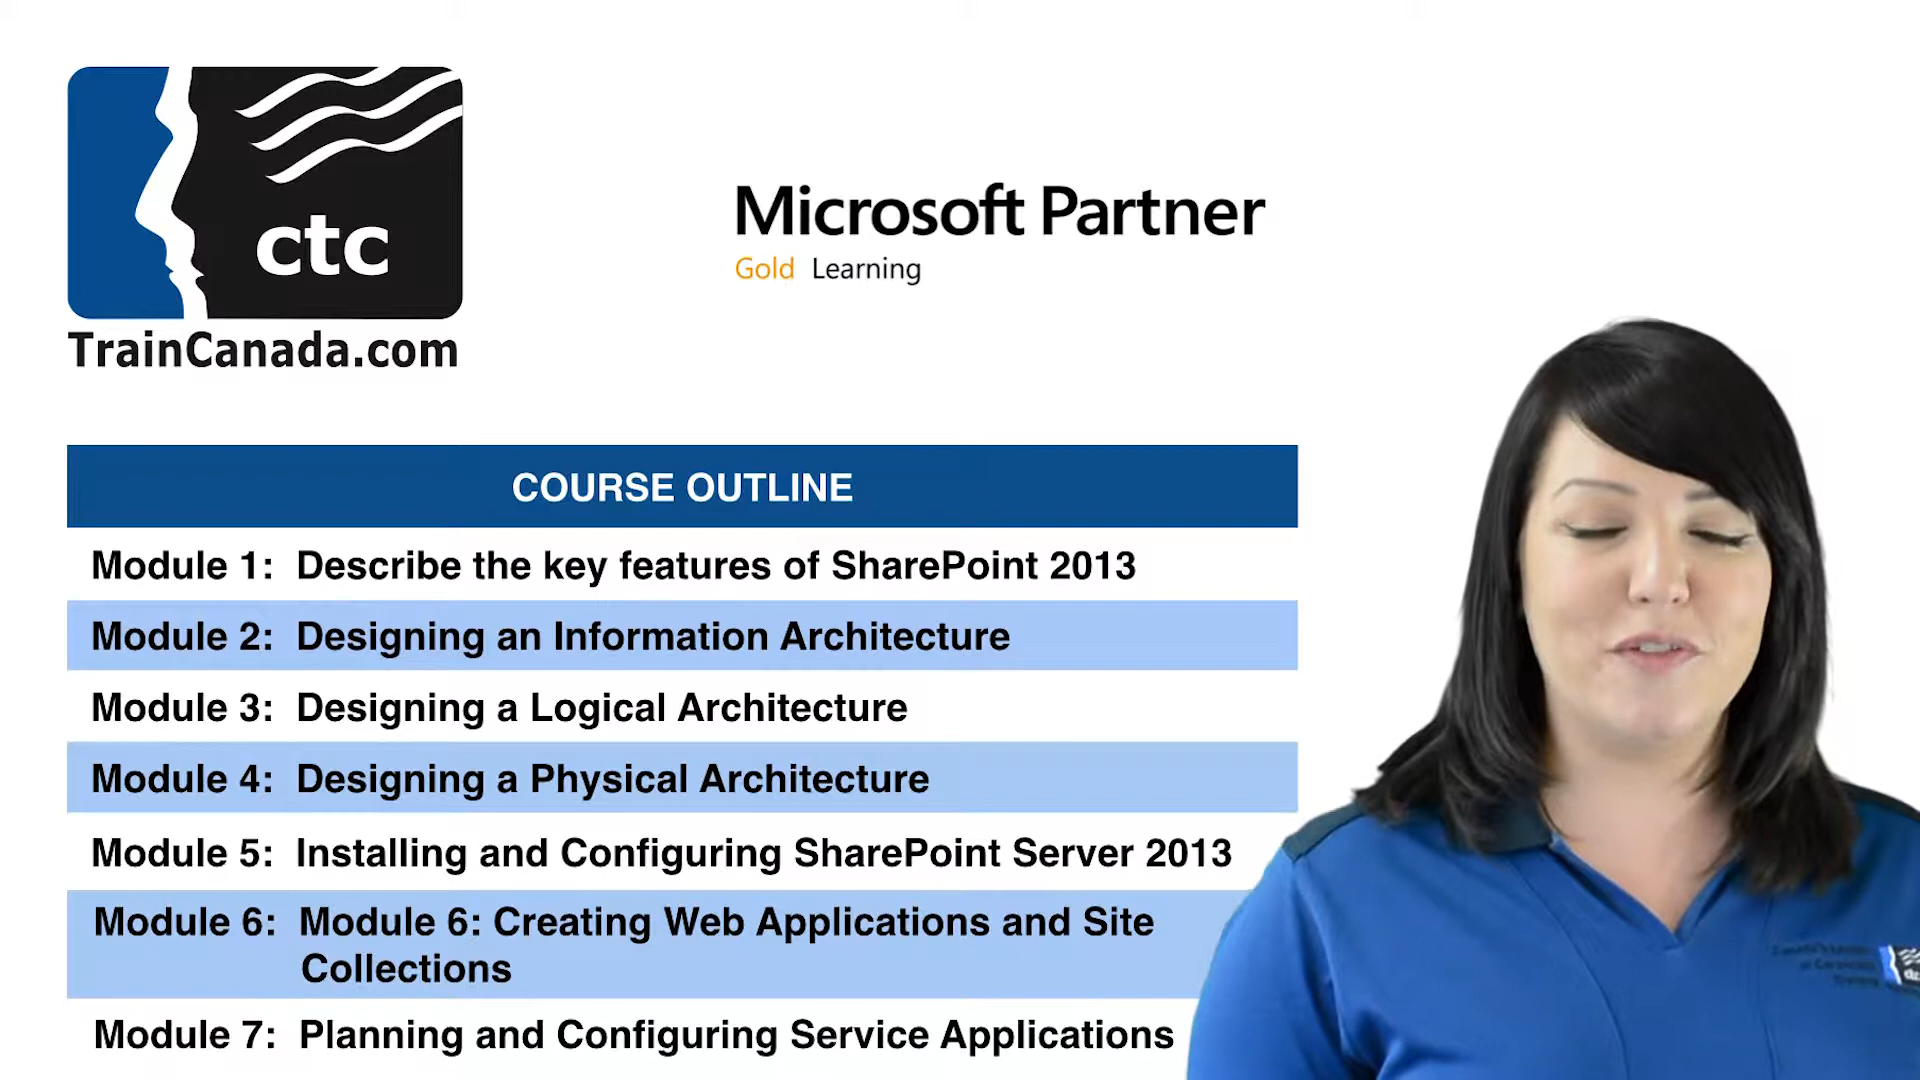 ctc
TrainCanada.com
Microsoft Partner
Gold Learning
COURSE OUTLINE
Module 1: Describe the key features of SharePoint 2013
Module 2: Designing an Information Architecture
Module 3: Designing a Logical Architecture
Module 4: Designing a Physical Architecture
Module 5: Installing and Configuring SharePoint Server 2013
Module 6: Module 6: Creating Web Applications and Site
Collections
Module 7: Planning and Configuring Service Applications